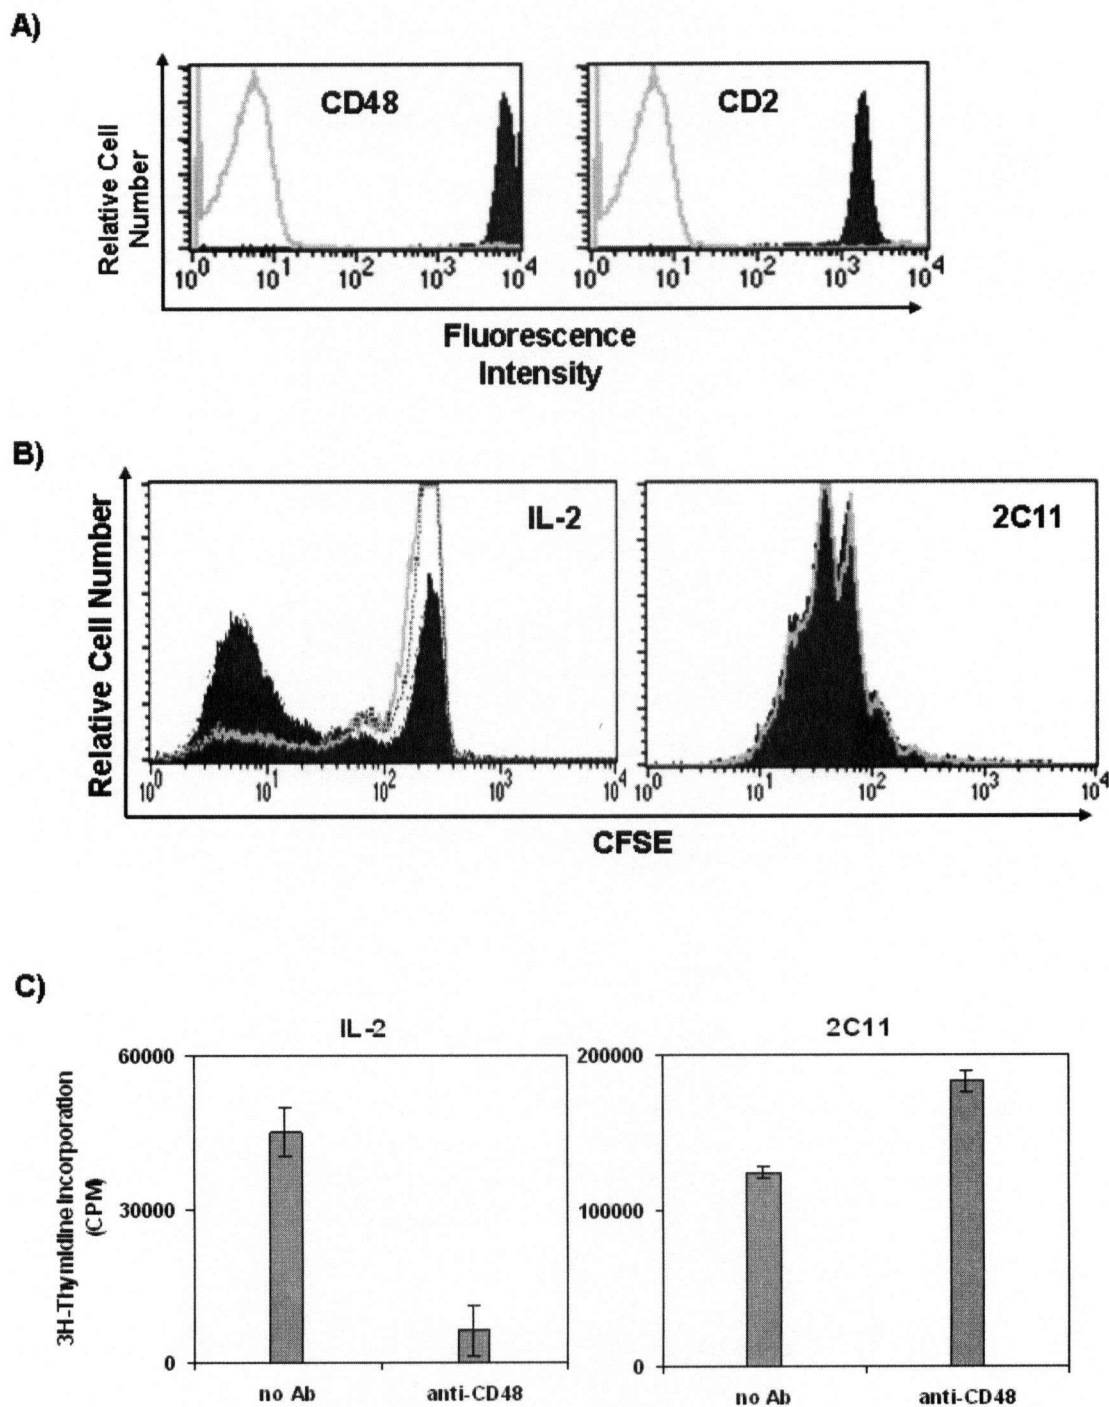 A)
CD48
CD2
Relative Cell
Number
10^0 10^1 10^2 10^3 10^4
10^0 10^1 10^2 10^3 10^4
Fluorescence
Intensity
B)
IL-2
2C11
Relative Cell Number
10^0 10^1 10^2 10^3 10^4
10^0 10^1 10^2 10^3 10^4
CFSE
C)
IL-2
2C11
60000
30000
0
200000
100000
0
3H-Thymidine Incorporation
(CPM)
no Ab anti-CD48
no Ab anti-CD48